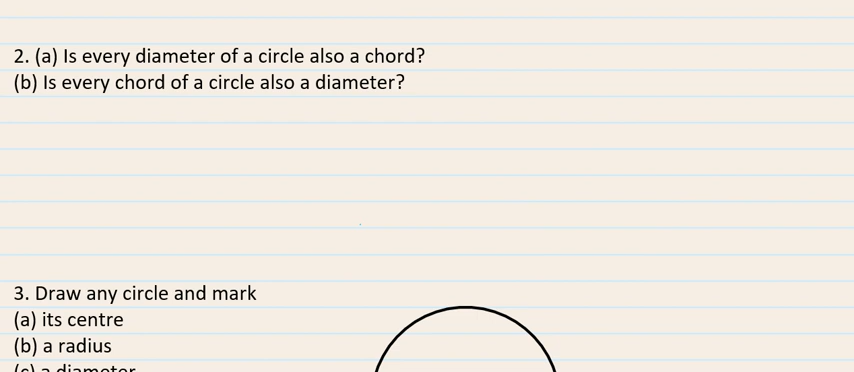 2. (a) Is every diameter of a circle also a chord?
(b) Is every chord of a circle also a diameter?
3. Draw any circle and mark
(a) its centre
(b) a radius
(c) a diameter